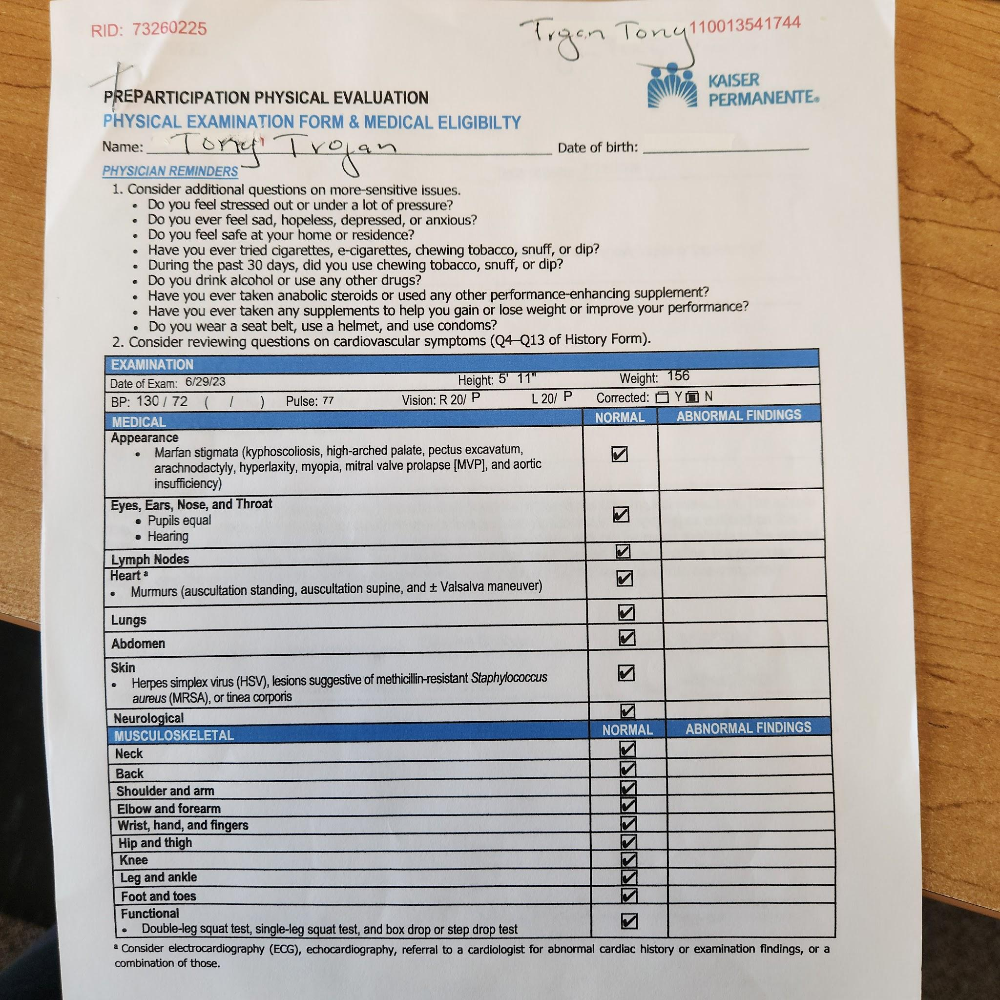 RID: 73260225
Trgan Tony 110013541744
KAISER
PERMANENTE®
PREPARTICIPATION PHYSICAL EVALUATION
PHYSICAL EXAMINATION FORM & MEDICAL ELIGIBILTY
Name: Tony Trojan Date of birth:
PHYSICIAN REMINDERS
1. Consider additional questions on more-sensitive issues.
• Do you feel stressed out or under a lot of pressure?
• Do you ever feel sad, hopeless, depressed, or anxious?
• Do you feel safe at your home or residence?
• Have you ever tried cigarettes, e-cigarettes, chewing tobacco, snuff, or dip?
• During the past 30 days, did you use chewing tobacco, snuff, or dip?
• Do you drink alcohol or use any other drugs?
• Have you ever taken anabolic steroids or used any other performance-enhancing supplement?
• Have you ever taken any supplements to help you gain or lose weight or improve your performance?
• Do you wear a seat belt, use a helmet, and use condoms?
2. Consider reviewing questions on cardiovascular symptoms (Q4–Q13 of History Form).
EXAMINATION
Date of Exam: 6/29/23 Height: 5' 11" Weight: 156
BP: 130 / 72 ( / ) Pulse: 77 Vision: R 20/ P L 20/ P Corrected: Y N
MEDICAL NORMAL ABNORMAL FINDINGS
Appearance
• Marfan stigmata (kyphoscoliosis, high-arched palate, pectus excavatum,
arachnodactyly, hyperlaxity, myopia, mitral valve prolapse [MVP], and aortic
insufficiency)
Eyes, Ears, Nose, and Throat
• Pupils equal
• Hearing
Lymph Nodes
Heart a
• Murmurs (auscultation standing, auscultation supine, and ± Valsalva maneuver)
Lungs
Abdomen
Skin
• Herpes simplex virus (HSV), lesions suggestive of methicillin-resistant Staphylococcus
aureus (MRSA), or tinea corporis
Neurological
MUSCULOSKELETAL NORMAL ABNORMAL FINDINGS
Neck
Back
Shoulder and arm
Elbow and forearm
Wrist, hand, and fingers
Hip and thigh
Knee
Leg and ankle
Foot and toes
Functional
• Double-leg squat test, single-leg squat test, and box drop or step drop test
a Consider electrocardiography (ECG), echocardiography, referral to a cardiologist for abnormal cardiac history or examination findings, or a
combination of those.